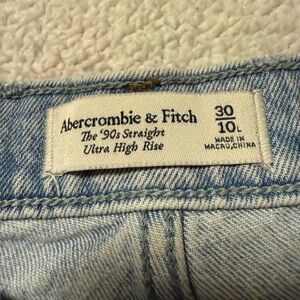 Abercrombie & Fitch
The '90s Straight
Ultra High Rise
30
10L
MADE IN
MACAU, CHINA